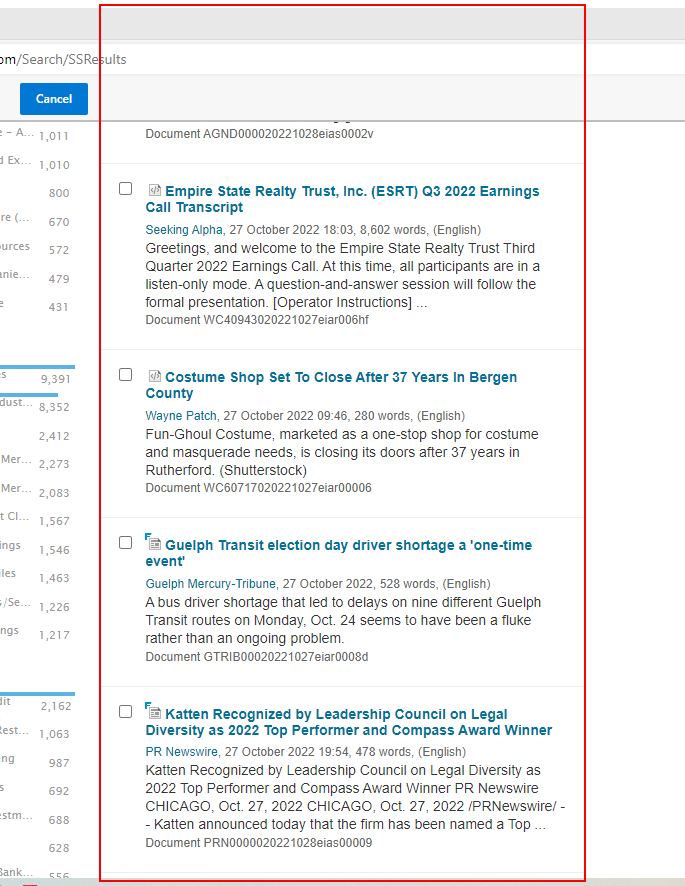 om/Search/SSResults
Cancel
Document AGND000020221028eias0002v
e – A... 1,011
d Ex... 1,010
800
re (... 670
ources 572
anie... 479
e 431
es 9,391
dust... 8,352
2,412
Mer... 2,273
Mer... 2,083
t Cl... 1,567
ings 1,546
iles 1,463
s/Se... 1,226
ngs 1,217
dit 2,162
Rest... 1,063
ng 987
s 692
estm... 688
628
Bank... 556
Empire State Realty Trust, Inc. (ESRT) Q3 2022 Earnings
Call Transcript
Seeking Alpha, 27 October 2022 18:03, 8,602 words, (English)
Greetings, and welcome to the Empire State Realty Trust Third
Quarter 2022 Earnings Call. At this time, all participants are in a
listen-only mode. A question-and-answer session will follow the
formal presentation. [Operator Instructions] ...
Document WC40943020221027eiar006hf
Costume Shop Set To Close After 37 Years In Bergen
County
Wayne Patch, 27 October 2022 09:46, 280 words, (English)
Fun-Ghoul Costume, marketed as a one-stop shop for costume
and masquerade needs, is closing its doors after 37 years in
Rutherford. (Shutterstock)
Document WC60717020221027eiar00006
Guelph Transit election day driver shortage a 'one-time
event'
Guelph Mercury-Tribune, 27 October 2022, 528 words, (English)
A bus driver shortage that led to delays on nine different Guelph
Transit routes on Monday, Oct. 24 seems to have been a fluke
rather than an ongoing problem.
Document GTRIB00020221027eiar0008d
Katten Recognized by Leadership Council on Legal
Diversity as 2022 Top Performer and Compass Award Winner
PR Newswire, 27 October 2022 19:54, 478 words, (English)
Katten Recognized by Leadership Council on Legal Diversity as
2022 Top Performer and Compass Award Winner PR Newswire
CHICAGO, Oct. 27, 2022 CHICAGO, Oct. 27, 2022 /PRNewswire/ -
- Katten announced today that the firm has been named a Top ...
Document PRN0000020221028eias00009